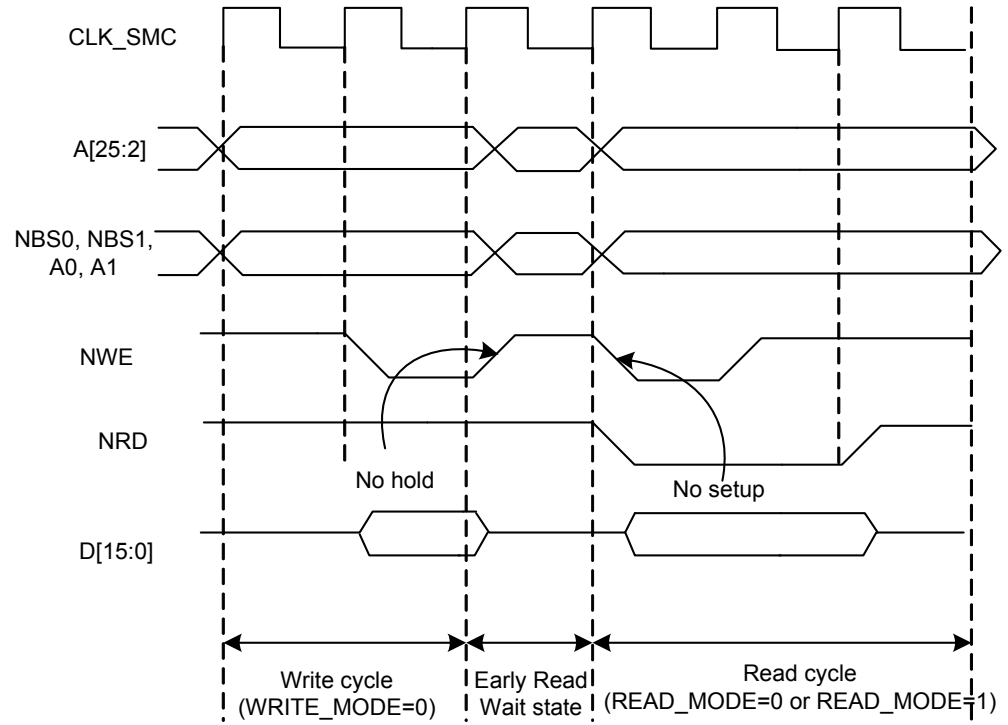 CLK_SMC
A[25:2]
NBS0, NBS1,
A0, A1
NWE
NRD
No hold
No setup
D[15:0]
Write cycle
(WRITE_MODE=0)
Early Read
Wait state
Read cycle
(READ_MODE=0 or READ_MODE=1)